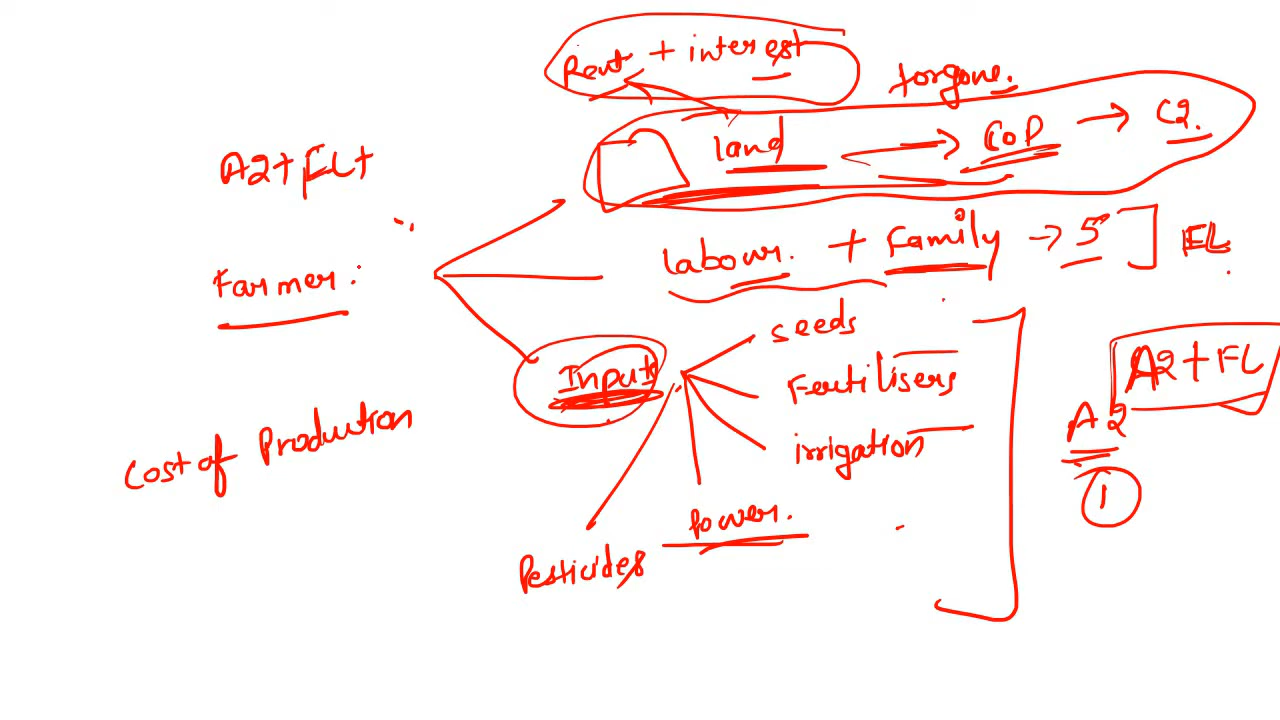 Rent + interest
forgone.
land → COP → C2.
A2+FL+
labour. + Family → 5 ] FL
Farmer:
seeds
Inputs
Fertilisers
A2+FL
A2
irrigation
Cost of Production
1
Power.
Pesticides